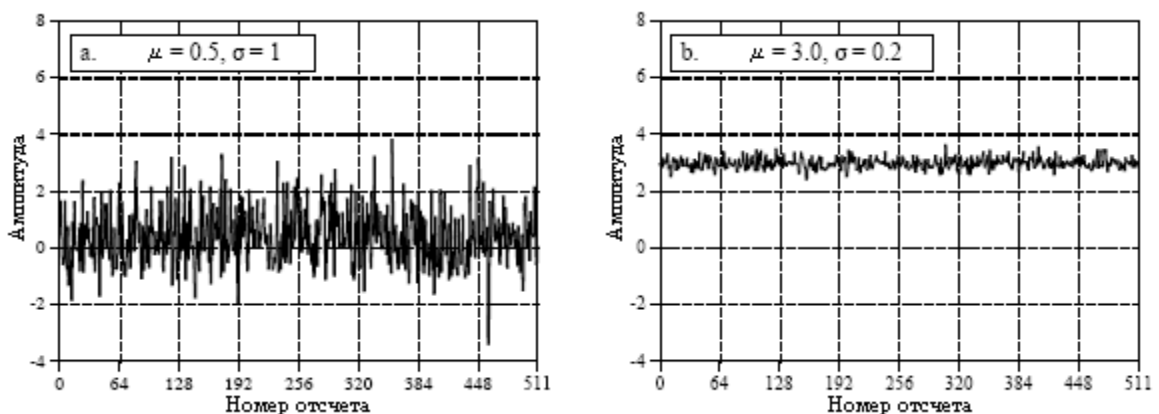 a. μ = 0.5, σ = 1
Амплитуда
8
6
4
2
0
-2
-4
0 64 128 192 256 320 384 448 511
Номер отсчета
b. μ = 3.0, σ = 0.2
Амплитуда
8
6
4
2
0
-2
-4
0 64 128 192 256 320 384 448 511
Номер отсчета